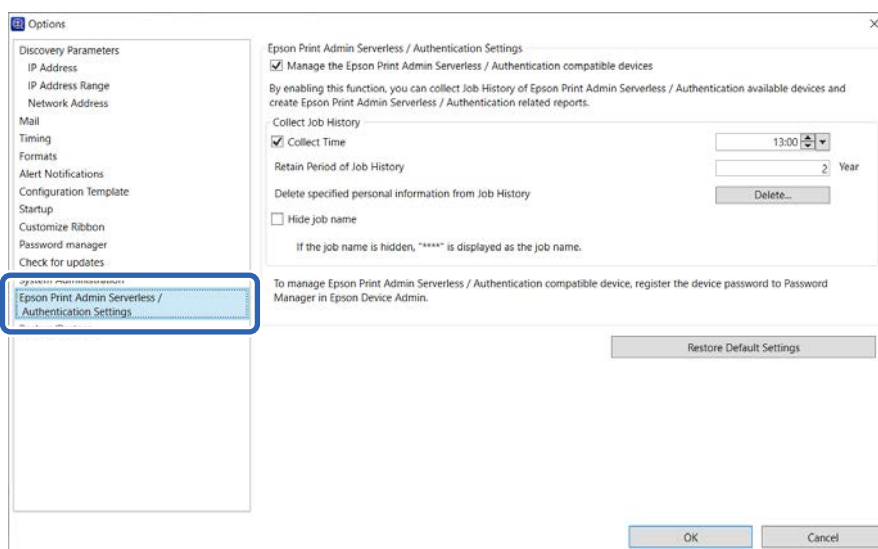 Options
Discovery Parameters
IP Address
IP Address Range
Network Address
Mail
Timing
Formats
Alert Notifications
Configuration Template
Startup
Customize Ribbon
Password manager
Check for updates
System Administration
Epson Print Admin Serverless /
Authentication Settings
Epson Print Admin Serverless / Authentication Settings
Manage the Epson Print Admin Serverless / Authentication compatible devices
By enabling this function, you can collect Job History of Epson Print Admin Serverless / Authentication available devices and
create Epson Print Admin Serverless / Authentication related reports.
Collect Job History
Collect Time 13:00
Retain Period of Job History 2 Year
Delete specified personal information from Job History Delete...
Hide job name
If the job name is hidden, "****" is displayed as the job name.
To manage Epson Print Admin Serverless / Authentication compatible device, register the device password to Password
Manager in Epson Device Admin.
Restore Default Settings
OK Cancel